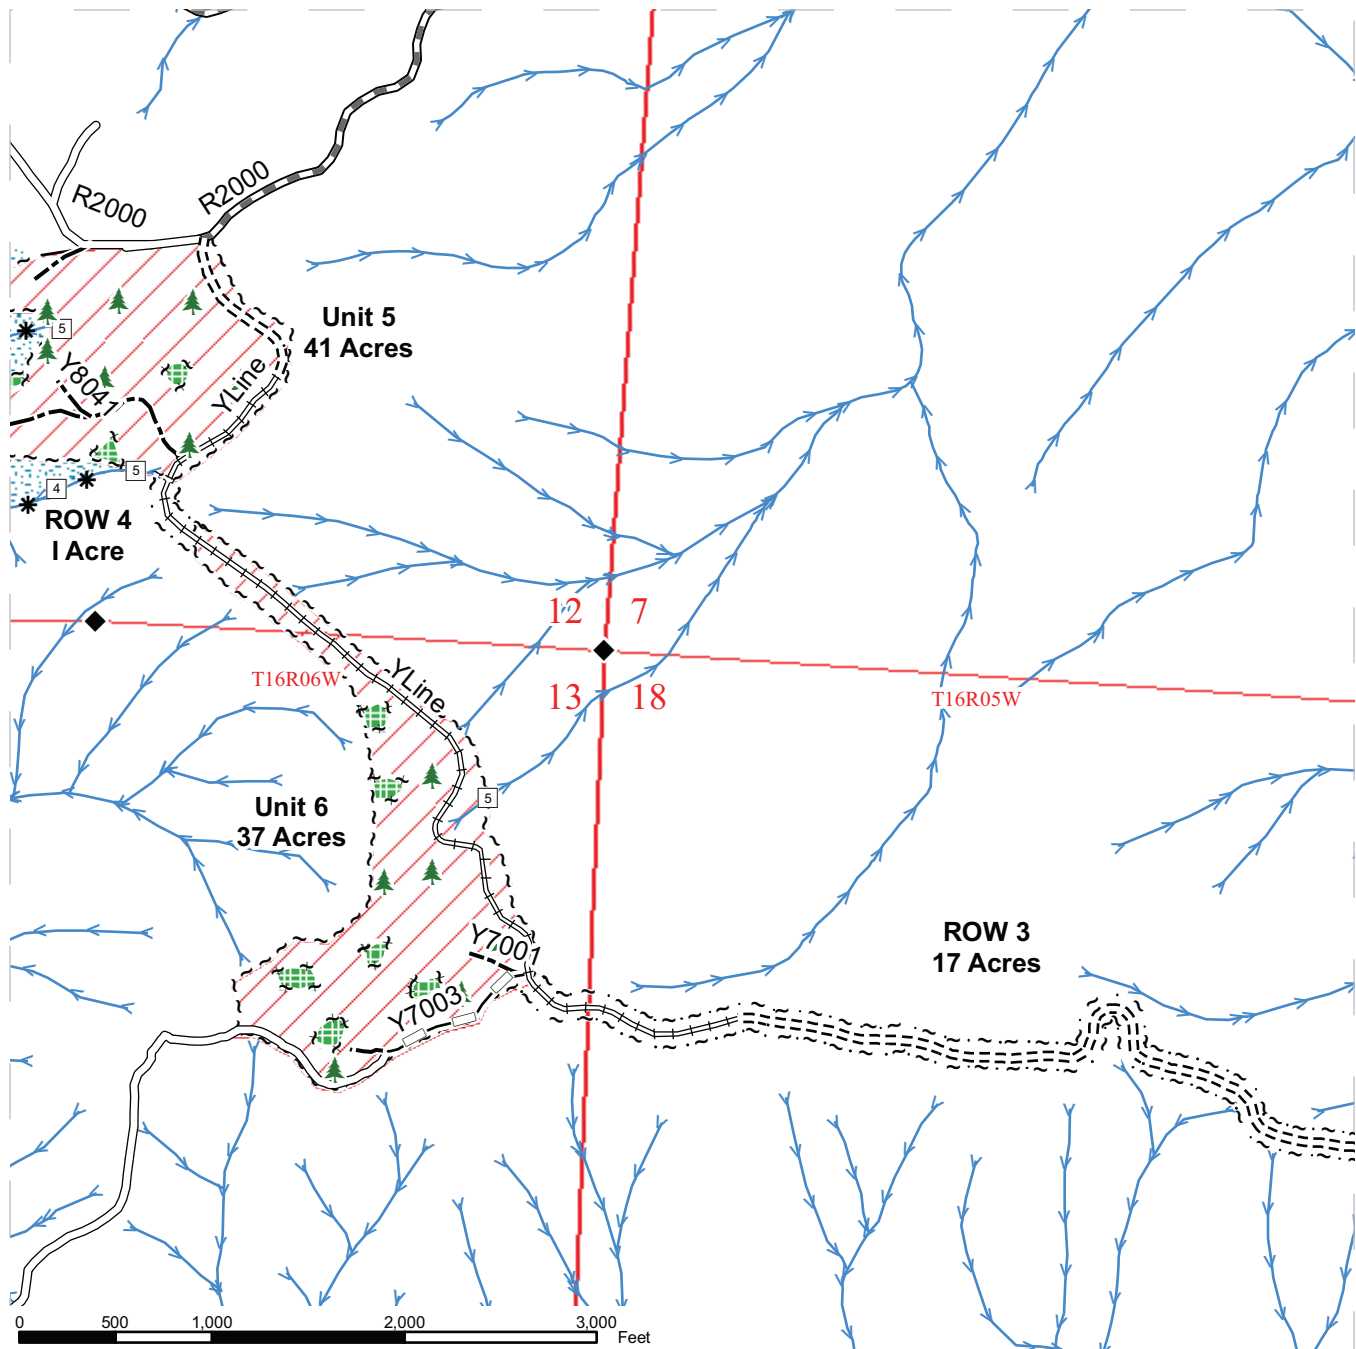 R2000
R2000
Unit 5
41 Acres
5
Y8041
YLine
5
4
ROW 4
I Acre
12
7
13
18
T16R06W
T16R05W
YLine
Unit 6
37 Acres
5
Y7001
Y7003
ROW 3
17 Acres
0 500 1,000 2,000 3,000
Feet